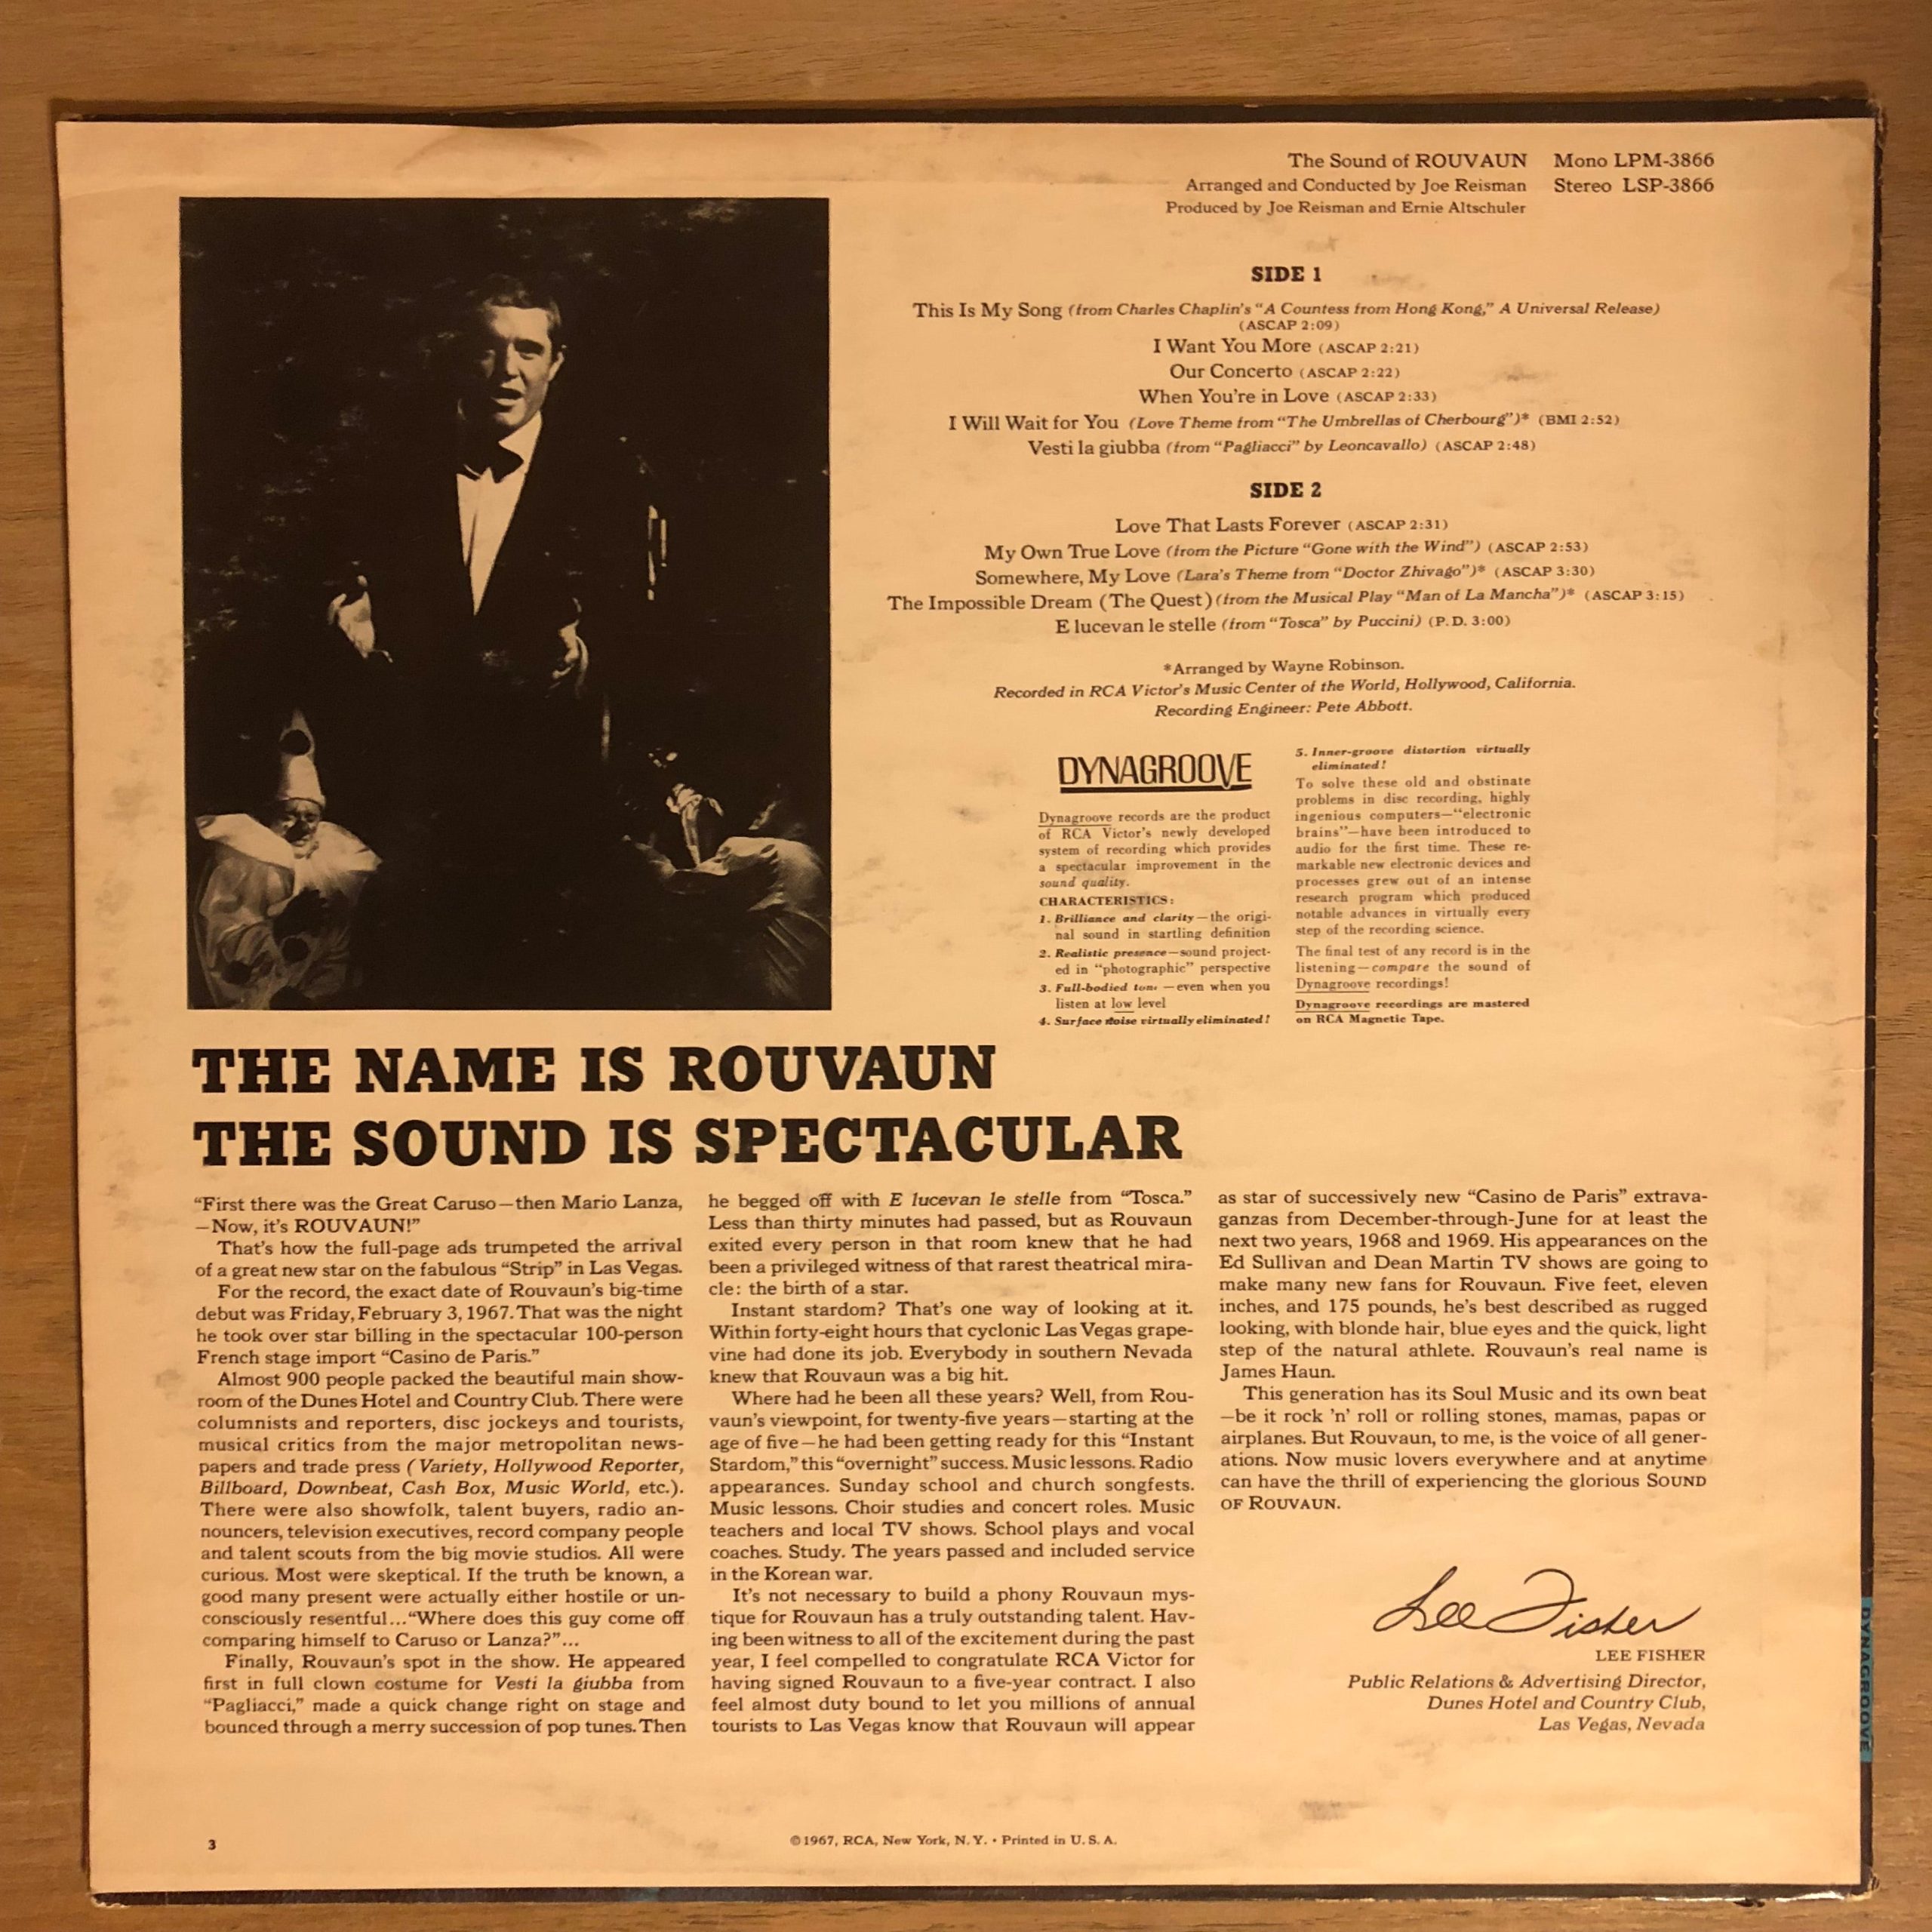 The Sound of ROUVAUN Mono LPM-3866
Arranged and Conducted by Joe Reisman Stereo LSP-3866
Produced by Joe Reisman and Ernie Altschuler
SIDE 1
This Is My Song (from Charles Chaplin's “A Countess from Hong Kong,” A Universal Release)
(ASCAP 2:09)
I Want You More (ASCAP 2:21)
Our Concerto (ASCAP 2:22)
When You're in Love (ASCAP 2:33)
I Will Wait for You (Love Theme from “The Umbrellas of Cherbourg”)* (BMI 2:52)
Vesti la giubba (from “Pagliacci” by Leoncavallo) (ASCAP 2:48)
SIDE 2
Love That Lasts Forever (ASCAP 2:31)
My Own True Love (from the Picture “Gone with the Wind”) (ASCAP 2:53)
Somewhere, My Love (Lara's Theme from “Doctor Zhivago”)* (ASCAP 3:30)
The Impossible Dream (The Quest) (from the Musical Play “Man of La Mancha”)* (ASCAP 3:15)
E lucevan le stelle (from “Tosca” by Puccini) (P.D. 3:00)
*Arranged by Wayne Robinson.
Recorded in RCA Victor's Music Center of the World, Hollywood, California.
Recording Engineer: Pete Abbott.
DYNAGROOVE
Dynagroove records are the product
of RCA Victor's newly developed
system of recording which provides
a spectacular improvement in the
sound quality.
CHARACTERISTICS:
1. Brilliance and clarity—the origi-
nal sound in startling definition
2. Realistic presence—sound project-
ed in “photographic” perspective
3. Full-bodied tone—even when you
listen at low level
4. Surface noise virtually eliminated!
5. Inner-groove distortion virtually
eliminated!
To solve these old and obstinate
problems in disc recording, highly
ingenious computers—“electronic
brains”—have been introduced to
audio for the first time. These re-
markable new electronic devices and
processes grew out of an intense
research program which produced
notable advances in virtually every
step of the recording science.
The final test of any record is in the
listening—compare the sound of
Dynagroove recordings!
Dynagroove recordings are mastered
on RCA Magnetic Tape.
THE NAME IS ROUVAUN
THE SOUND IS SPECTACULAR
“First there was the Great Caruso—then Mario Lanza,
—Now, it's ROUVAUN!”
That's how the full-page ads trumpeted the arrival
of a great new star on the fabulous “Strip” in Las Vegas.
For the record, the exact date of Rouvaun's big-time
debut was Friday, February 3, 1967. That was the night
he took over star billing in the spectacular 100-person
French stage import “Casino de Paris.”
Almost 900 people packed the beautiful main show-
room of the Dunes Hotel and Country Club. There were
columnists and reporters, disc jockeys and tourists,
musical critics from the major metropolitan news-
papers and trade press (Variety, Hollywood Reporter,
Billboard, Downbeat, Cash Box, Music World, etc.).
There were also showfolk, talent buyers, radio an-
nouncers, television executives, record company people
and talent scouts from the big movie studios. All were
curious. Most were skeptical. If the truth be known, a
good many present were actually either hostile or un-
consciously resentful...“Where does this guy come off
comparing himself to Caruso or Lanza?”...
Finally, Rouvaun's spot in the show. He appeared
first in full clown costume for Vesti la giubba from
“Pagliacci,” made a quick change right on stage and
bounced through a merry succession of pop tunes. Then
he begged off with E lucevan le stelle from “Tosca.”
Less than thirty minutes had passed, but as Rouvaun
exited every person in that room knew that he had
been a privileged witness of that rarest theatrical mira-
cle: the birth of a star.
Instant stardom? That's one way of looking at it.
Within forty-eight hours that cyclonic Las Vegas grape-
vine had done its job. Everybody in southern Nevada
knew that Rouvaun was a big hit.
Where had he been all these years? Well, from Rou-
vaun's viewpoint, for twenty-five years—starting at the
age of five—he had been getting ready for this “Instant
Stardom,” this “overnight” success. Music lessons. Radio
appearances. Sunday school and church songfests.
Music lessons. Choir studies and concert roles. Music
teachers and local TV shows. School plays and vocal
coaches. Study. The years passed and included service
in the Korean war.
It's not necessary to build a phony Rouvaun mys-
tique for Rouvaun has a truly outstanding talent. Hav-
ing been witness to all of the excitement during the past
year, I feel compelled to congratulate RCA Victor for
having signed Rouvaun to a five-year contract. I also
feel almost duty bound to let you millions of annual
tourists to Las Vegas know that Rouvaun will appear
as star of successively new “Casino de Paris” extrava-
ganzas from December-through-June for at least the
next two years, 1968 and 1969. His appearances on the
Ed Sullivan and Dean Martin TV shows are going to
make many new fans for Rouvaun. Five feet, eleven
inches, and 175 pounds, he's best described as rugged
looking, with blonde hair, blue eyes and the quick, light
step of the natural athlete. Rouvaun's real name is
James Haun.
This generation has its Soul Music and its own beat
—be it rock 'n' roll or rolling stones, mamas, papas or
airplanes. But Rouvaun, to me, is the voice of all gener-
ations. Now music lovers everywhere and at anytime
can have the thrill of experiencing the glorious SOUND
OF ROUVAUN.
Lee Fisher
LEE FISHER
Public Relations & Advertising Director,
Dunes Hotel and Country Club,
Las Vegas, Nevada
DYNAGROOVE
3
©1967, RCA, New York, N.Y. • Printed in U.S.A.